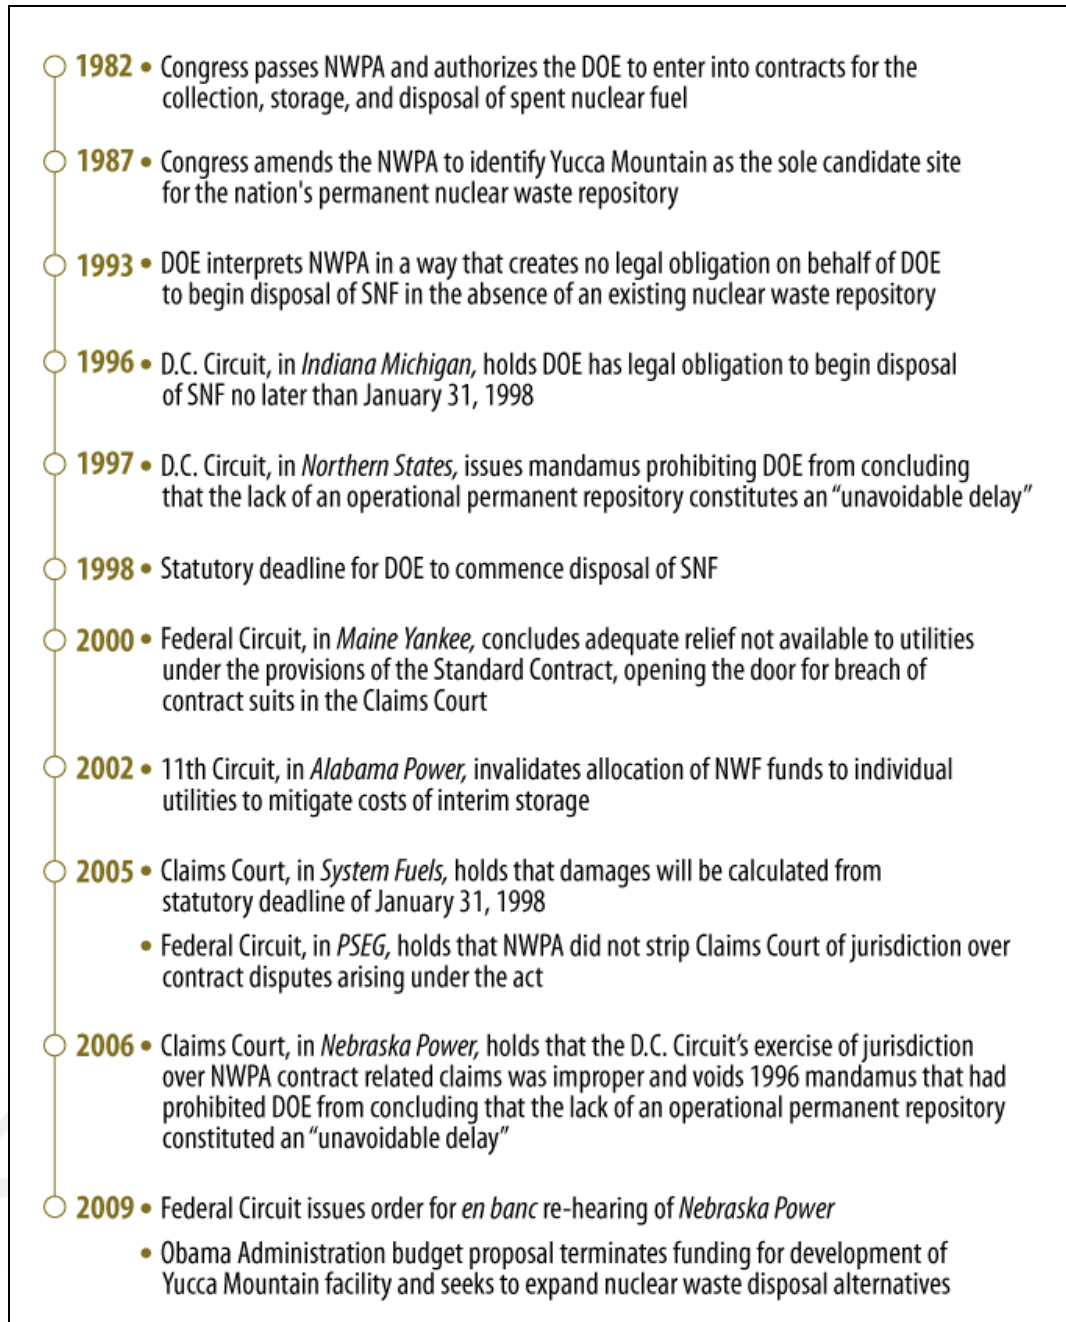 1982 • Congress passes NWPA and authorizes the DOE to enter into contracts for the
collection, storage, and disposal of spent nuclear fuel
1987 • Congress amends the NWPA to identify Yucca Mountain as the sole candidate site
for the nation's permanent nuclear waste repository
1993 • DOE interprets NWPA in a way that creates no legal obligation on behalf of DOE
to begin disposal of SNF in the absence of an existing nuclear waste repository
1996 • D.C. Circuit, in Indiana Michigan, holds DOE has legal obligation to begin disposal
of SNF no later than January 31, 1998
1997 • D.C. Circuit, in Northern States, issues mandamus prohibiting DOE from concluding
that the lack of an operational permanent repository constitutes an “unavoidable delay”
1998 • Statutory deadline for DOE to commence disposal of SNF
2000 • Federal Circuit, in Maine Yankee, concludes adequate relief not available to utilities
under the provisions of the Standard Contract, opening the door for breach of
contract suits in the Claims Court
2002 • 11th Circuit, in Alabama Power, invalidates allocation of NWF funds to individual
utilities to mitigate costs of interim storage
2005 • Claims Court, in System Fuels, holds that damages will be calculated from
statutory deadline of January 31, 1998
• Federal Circuit, in PSEG, holds that NWPA did not strip Claims Court of jurisdiction over
contract disputes arising under the act
2006 • Claims Court, in Nebraska Power, holds that the D.C. Circuit’s exercise of jurisdiction
over NWPA contract related claims was improper and voids 1996 mandamus that had
prohibited DOE from concluding that the lack of an operational permanent repository
constituted an “unavoidable delay”
2009 • Federal Circuit issues order for en banc re-hearing of Nebraska Power
• Obama Administration budget proposal terminates funding for development of
Yucca Mountain facility and seeks to expand nuclear waste disposal alternatives